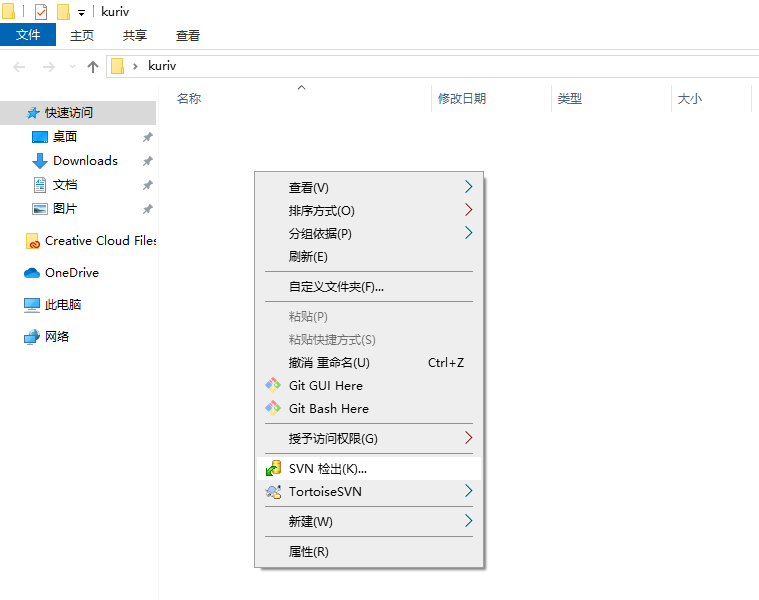 kuriv
文件 主页 共享 查看
kuriv
名称 修改日期 类型 大小
快速访问
桌面
Downloads
文档
图片
Creative Cloud Files
OneDrive
此电脑
网络
查看(V)
排序方式(O)
分组依据(P)
刷新(E)
自定义文件夹(F)...
粘贴(P)
粘贴快捷方式(S)
撤消 重命名(U) Ctrl+Z
Git GUI Here
Git Bash Here
授予访问权限(G)
SVN 检出(K)...
TortoiseSVN
新建(W)
属性(R)